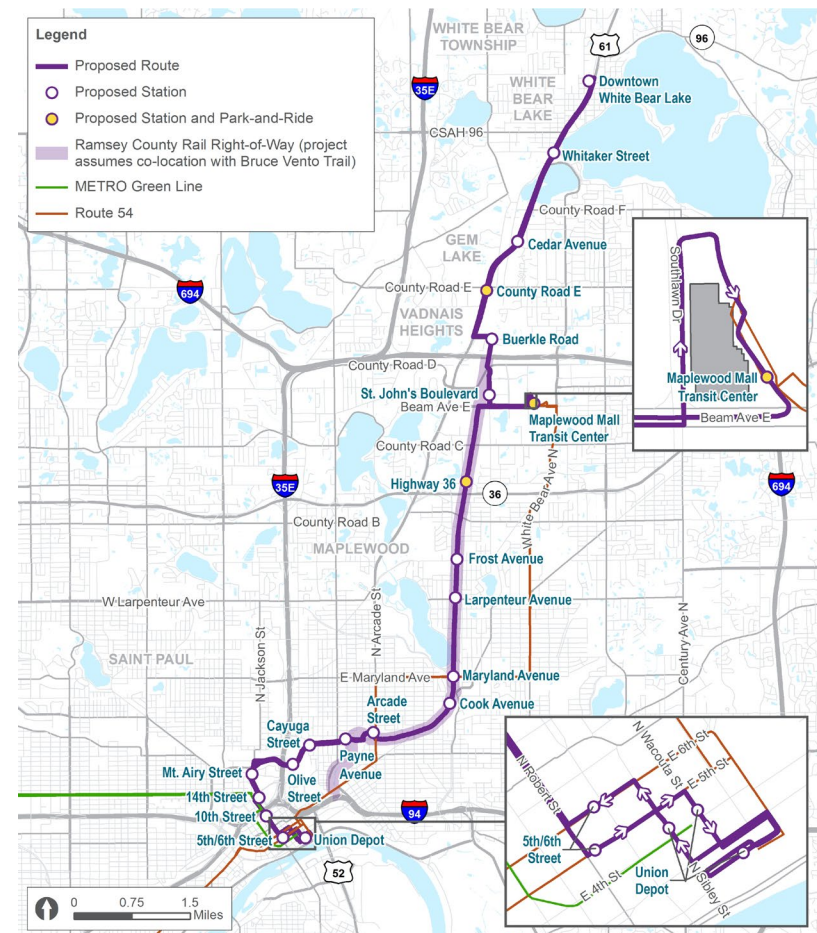 Legend
Proposed Route
Proposed Station
Proposed Station and Park-and-Ride
Ramsey County Rail Right-of-Way (project
assumes co-location with Bruce Vento Trail)
METRO Green Line
Route 54
WHITE BEAR
TOWNSHIP
61
96
35E
WHITE
BEAR
LAKE
Downtown
White Bear Lake
CSAH 96
Whitaker Street
County Road F
GEM
LAKE
Cedar Avenue
694
County Road E
County Road E
VADNAIS
HEIGHTS
Buerkle Road
County Road D
St. John's Boulevard
Beam Ave E
Maplewood Mall
Transit Center
Southlawn Dr
Maplewood Mall
Transit Center
Beam Ave E
County Road C
White Bear Ave N
35E
Highway 36
36
694
County Road B
MAPLEWOOD
Frost Avenue
W Larpenteur Ave
Larpenteur Avenue
N Jackson St
N Arcade St
Century Ave N
SAINT PAUL
E Maryland Ave
Maryland Avenue
Arcade
Street
Cook Avenue
Cayuga
Street
Payne
Avenue
Mt. Airy Street
Olive
Street
14th Street
10th Street
94
5th/6th Street
Union Depot
52
N Robert St
N Wacouta St
E 6th St
E 5th St
5th/6th
Street
Union
Depot
E 4th St
N Sibley St
0
0.75
1.5
Miles